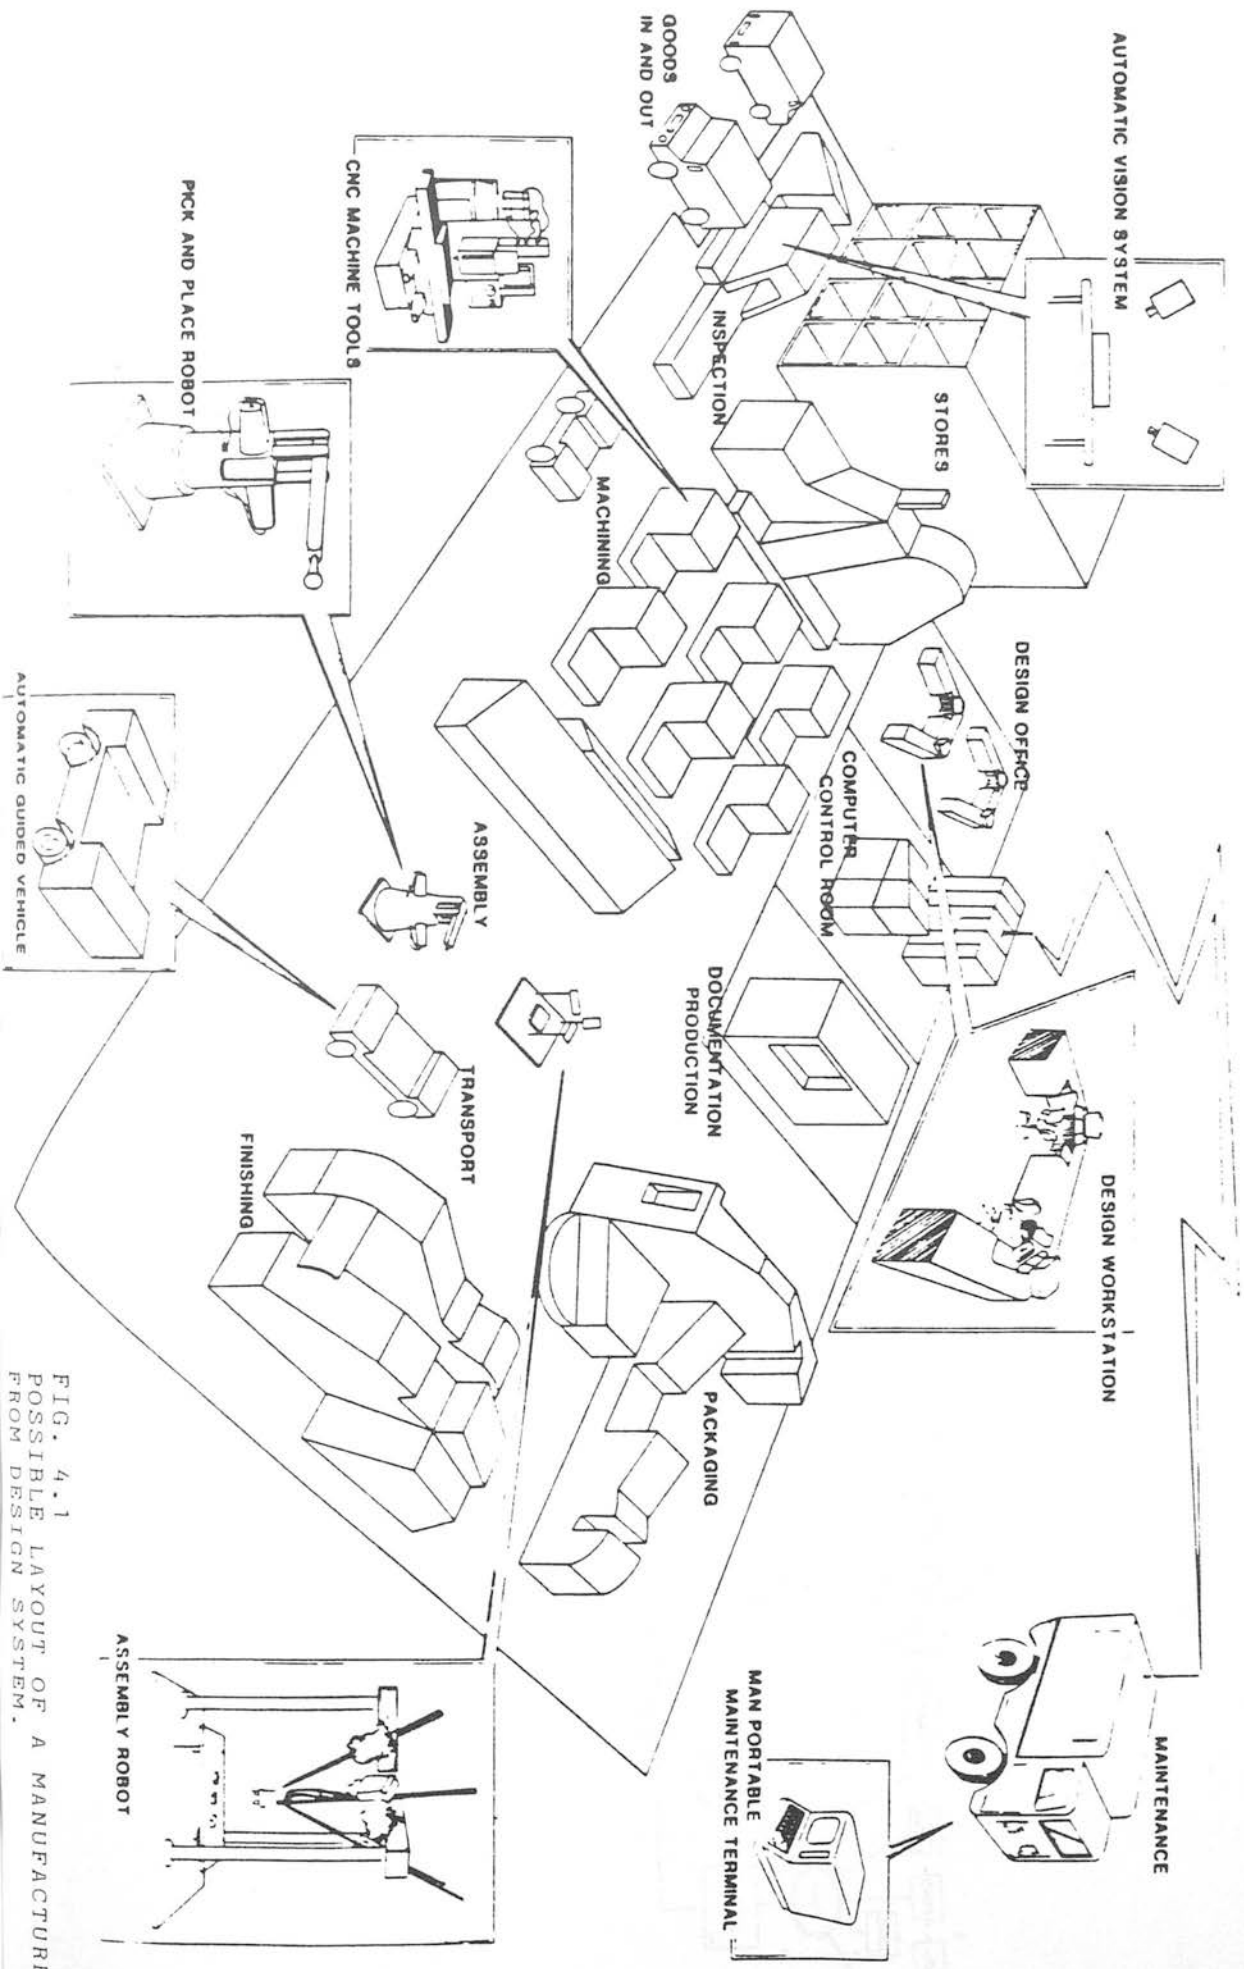 AUTOMATIC VISION SYSTEM
GOODS
IN AND OUT
STORES
INSPECTION
CNC MACHINE TOOLS
MACHINING
PICK AND PLACE ROBOT
DESIGN OFFICE
COMPUTER
CONTROL ROOM
DESIGN WORKSTATION
DOCUMENTATION
PRODUCTION
ASSEMBLY
AUTOMATIC GUIDED VEHICLE
TRANSPORT
FINISHING
PACKAGING
MAINTENANCE
MAN PORTABLE
MAINTENANCE TERMINAL
ASSEMBLY ROBOT
FIG. 4.1
POSSIBLE LAYOUT OF A MANUFACTURE
FROM DESIGN SYSTEM.